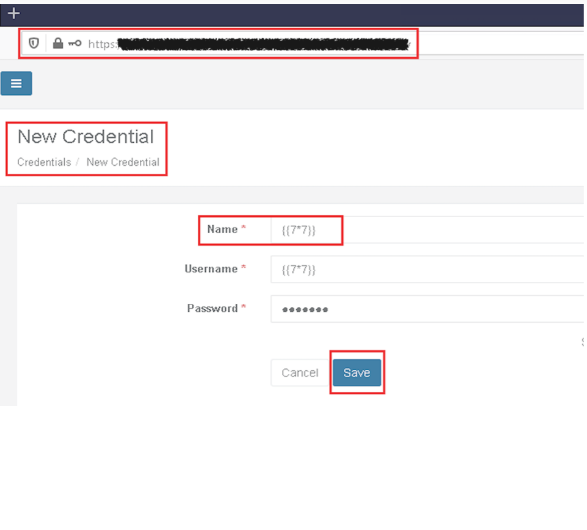 +
https:
New Credential
Credentials / New Credential
Name * {{7*7}}
Username * {{7*7}}
Password * •••••••
Cancel Save